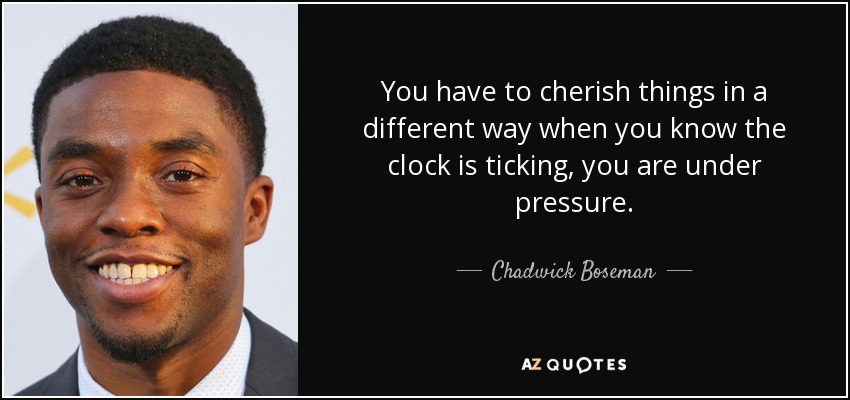 You have to cherish things in a
different way when you know the
clock is ticking, you are under
pressure.
Chadwick Boseman
AZ QUOTES